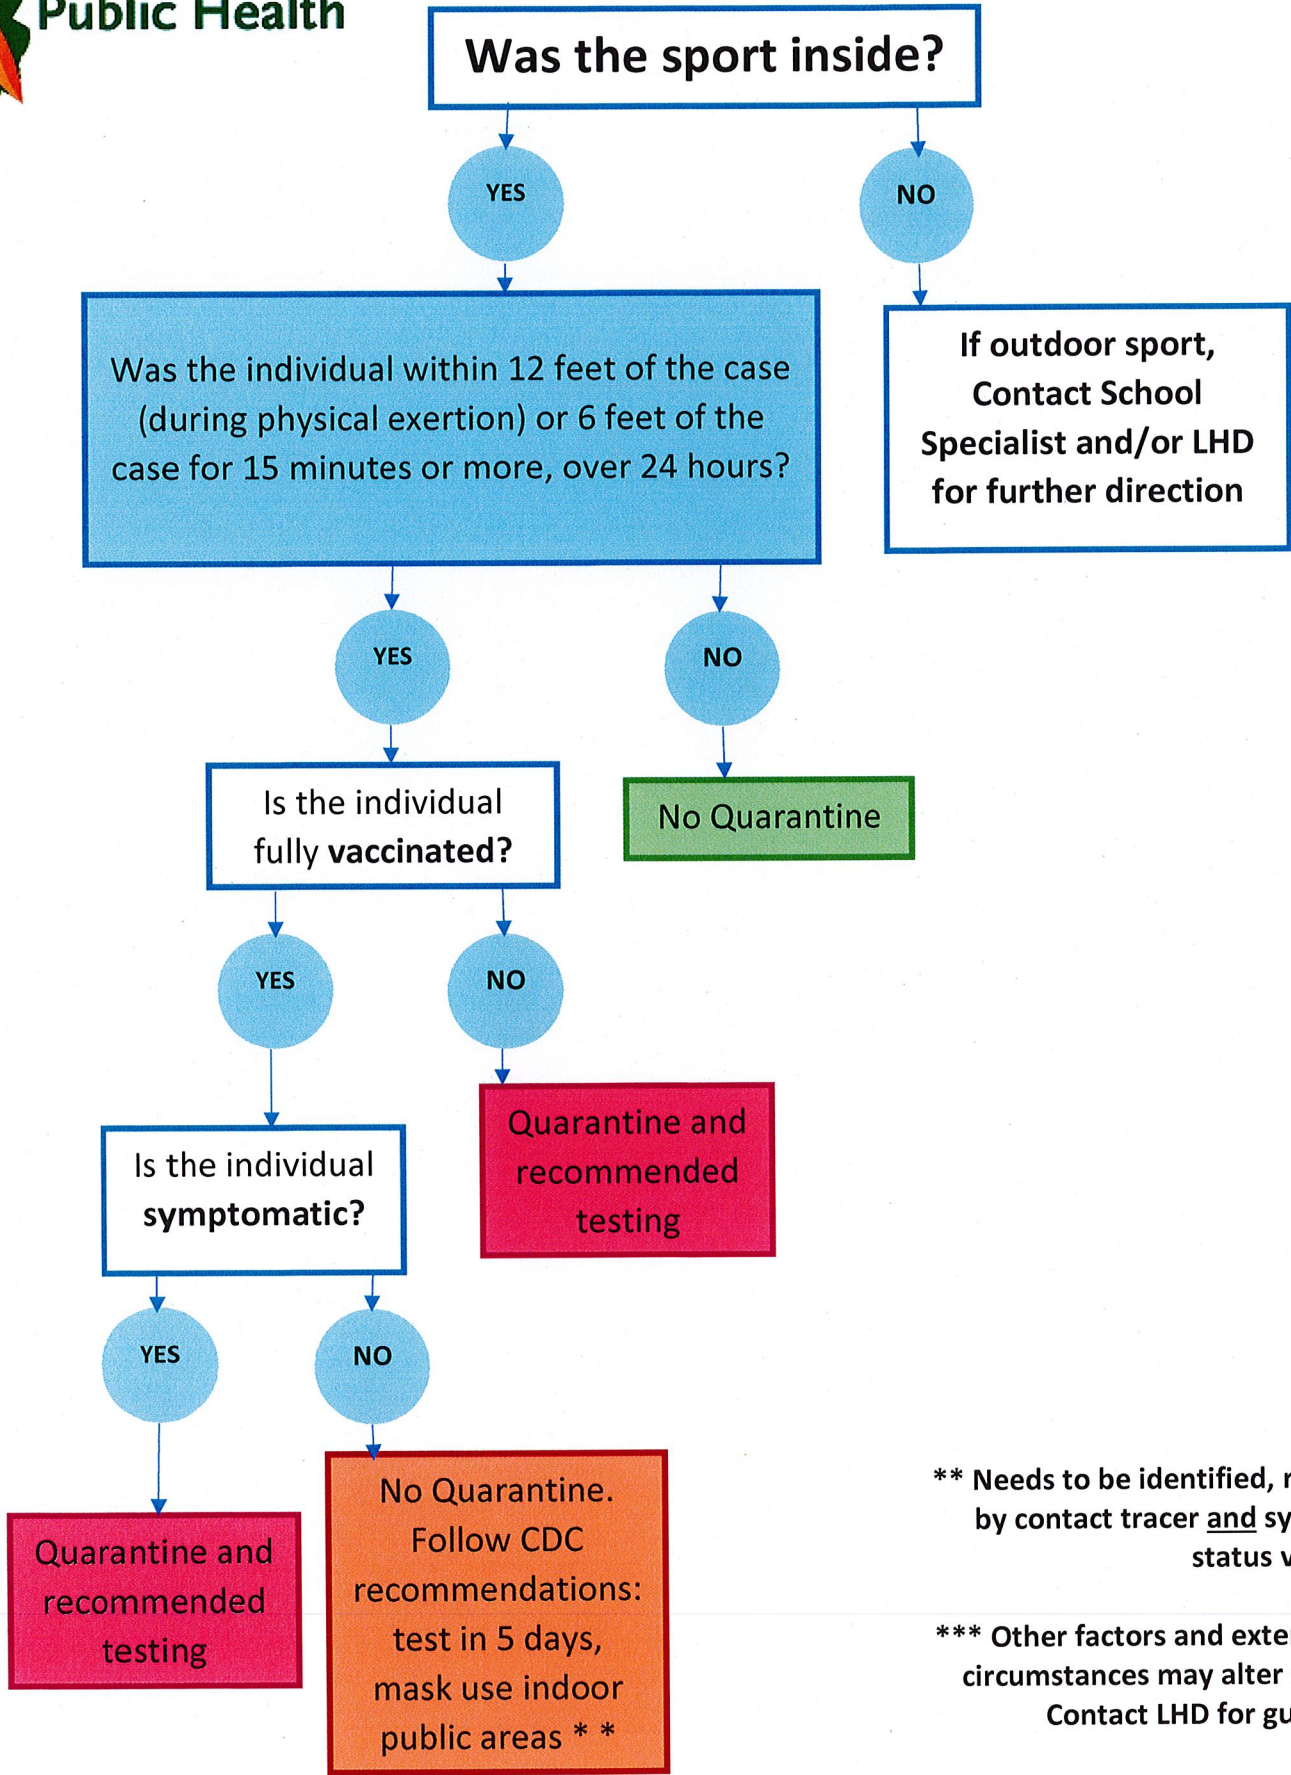 Public Health
Was the sport inside?
YES
NO
Was the individual within 12 feet of the case
(during physical exertion) or 6 feet of the
case for 15 minutes or more, over 24 hours?
If outdoor sport,
Contact School
Specialist and/or LHD
for further direction
YES
NO
Is the individual
fully vaccinated?
No Quarantine
YES
NO
Is the individual
symptomatic?
Quarantine and
recommended
testing
YES
NO
Quarantine and
recommended
testing
No Quarantine.
Follow CDC
recommendations:
test in 5 days,
mask use indoor
public areas * *
** Needs to be identified,
by contact tracer and
status
*** Other factors and
circumstances may alter
Contact LHD for